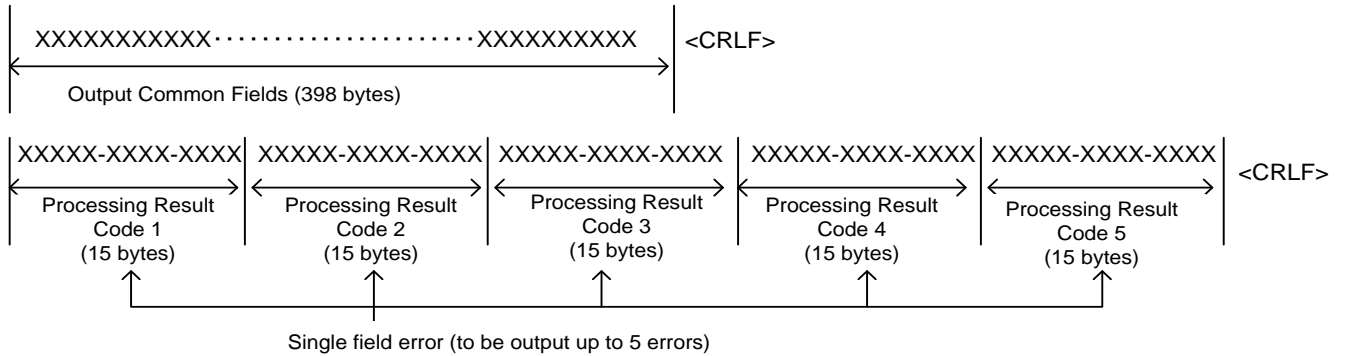 XXXXXXXXXXX······················XXXXXXXXXX <CRLF>
Output Common Fields (398 bytes)
XXXXX-XXXX-XXXX XXXXX-XXXX-XXXX XXXXX-XXXX-XXXX XXXXX-XXXX-XXXX XXXXX-XXXX-XXXX <CRLF>
Processing Result Code 1 (15 bytes)
Processing Result Code 2 (15 bytes)
Processing Result Code 3 (15 bytes)
Processing Result Code 4 (15 bytes)
Processing Result Code 5 (15 bytes)
Single field error (to be output up to 5 errors)